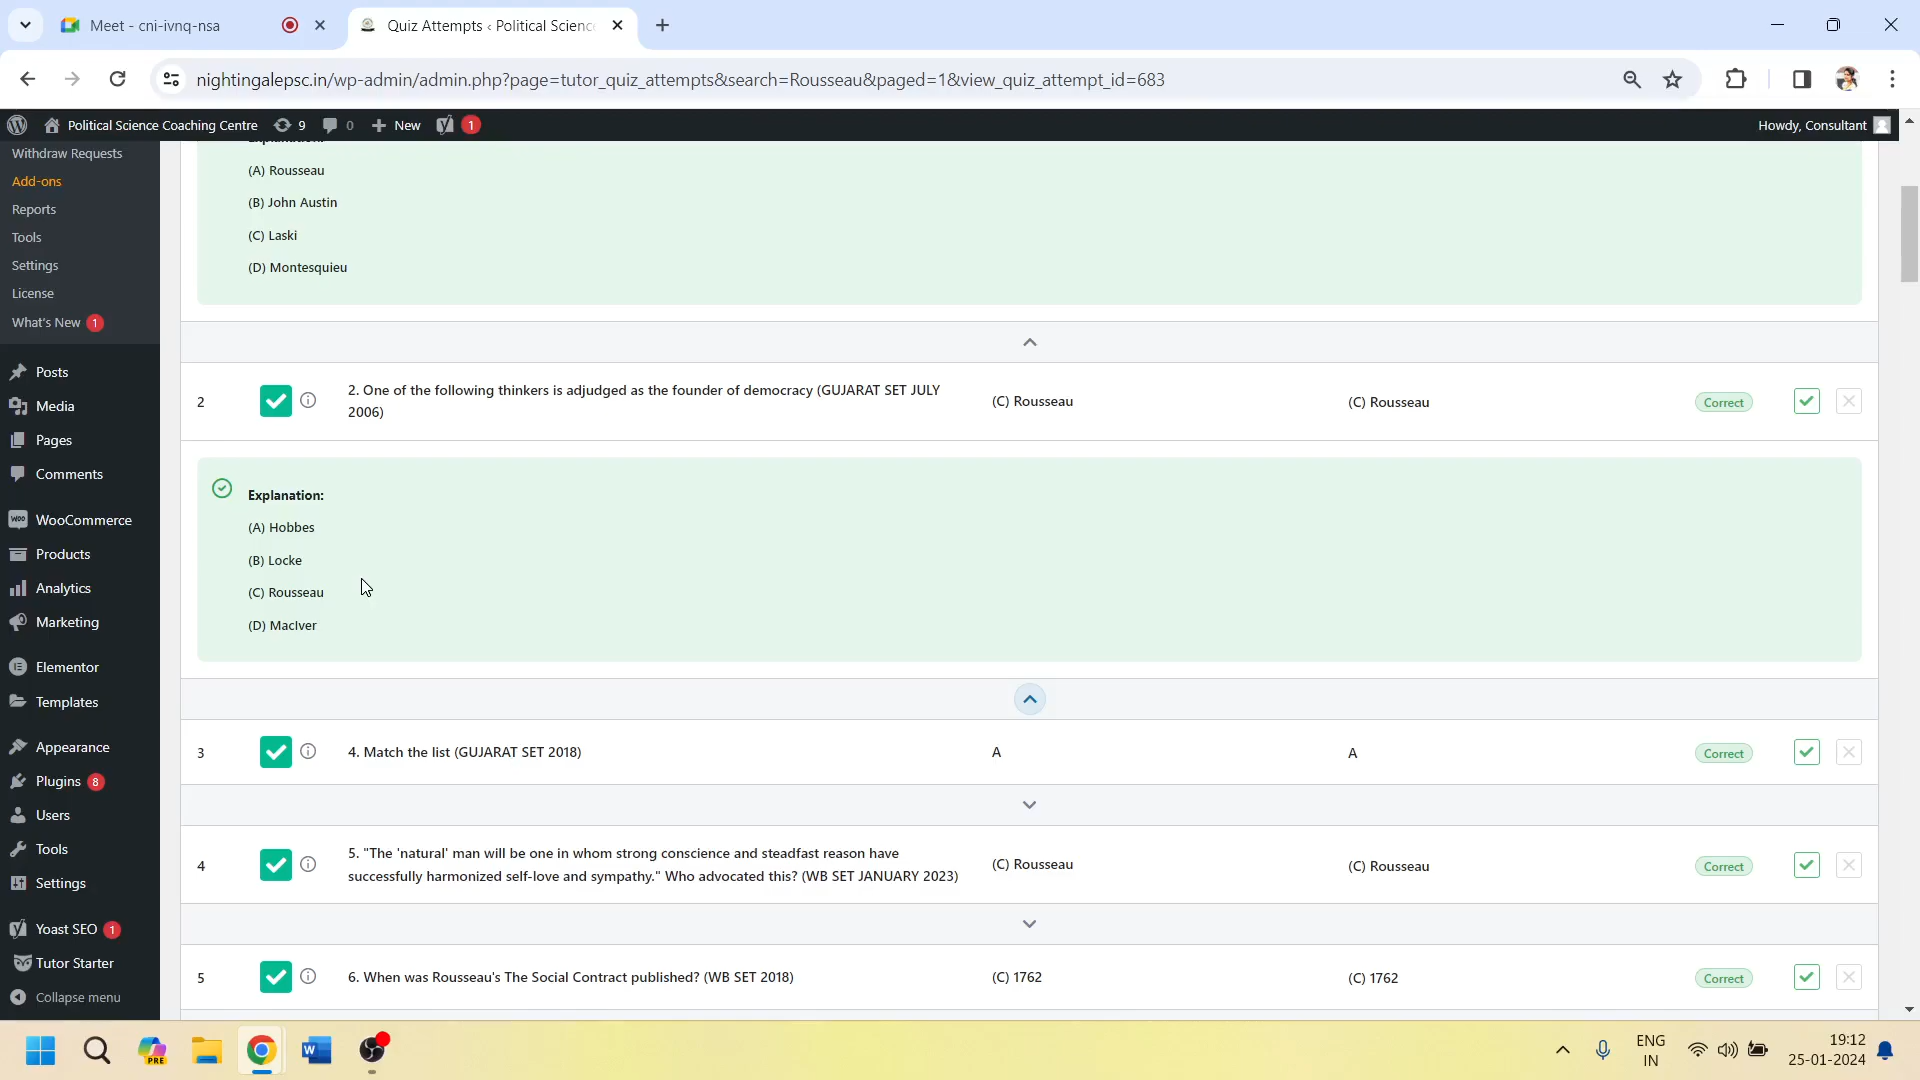 Meet - cni-ivnq-nsa
Quiz Attempts ‹ Political Science
nightingalepsc.in/wp-admin/admin.php?page=tutor_quiz_attempts&search=Rousseau&paged=1&view_quiz_attempt_id=683
Political Science Coaching Centre 9 0 New 1 Howdy, Consultant
Withdraw Requests
Add-ons
Reports
Tools
Settings
License
What's New 1
Posts
Media
Pages
Comments
WooCommerce
Products
Analytics
Marketing
Elementor
Templates
Appearance
Plugins 8
Users
Tools
Settings
Yoast SEO 1
Tutor Starter
Collapse menu
(A) Rousseau
(B) John Austin
(C) Laski
(D) Montesquieu
2 2. One of the following thinkers is adjudged as the founder of democracy (GUJARAT SET JULY
2006) (C) Rousseau (C) Rousseau Correct
Explanation:
(A) Hobbes
(B) Locke
(C) Rousseau
(D) MacIver
3 4. Match the list (GUJARAT SET 2018) A A Correct
4 5. "The 'natural' man will be one in whom strong conscience and steadfast reason have
successfully harmonized self-love and sympathy." Who advocated this? (WB SET JANUARY 2023) (C) Rousseau (C) Rousseau Correct
5 6. When was Rousseau's The Social Contract published? (WB SET 2018) (C) 1762 (C) 1762 Correct
PRE
ENG
IN
19:12
25-01-2024